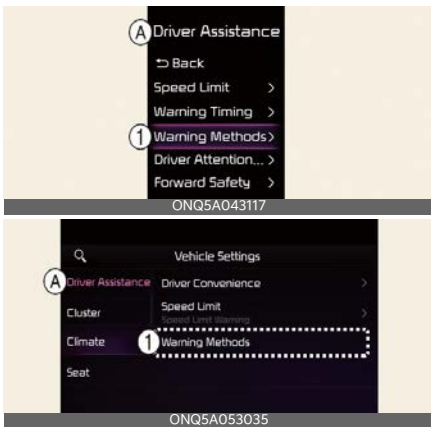 A Driver Assistance
Back
Speed Limit >
Warning Timing >
1 Warning Methods >
Driver Attention... >
Forward Safety >
ONQ5A043117
Vehicle Settings
A Driver Assistance
Driver Convenience >
Cluster
Speed Limit >
Speed Limit Warning
Climate
1 Warning Methods
Seat
ONQ5A053035